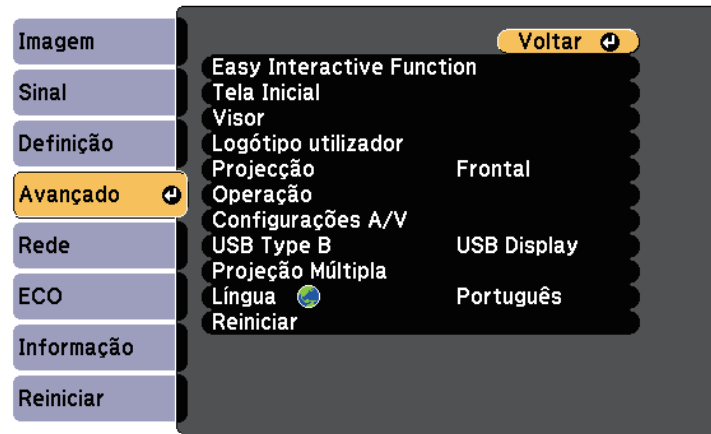 Imagem
Sinal
Definição
Avançado
Rede
ECO
Informação
Reiniciar
Voltar
Easy Interactive Function
Tela Inicial
Visor
Logótipo utilizador
Projecção Frontal
Operação
Configurações A/V
USB Type B USB Display
Projeção Múltipla
Língua Português
Reiniciar